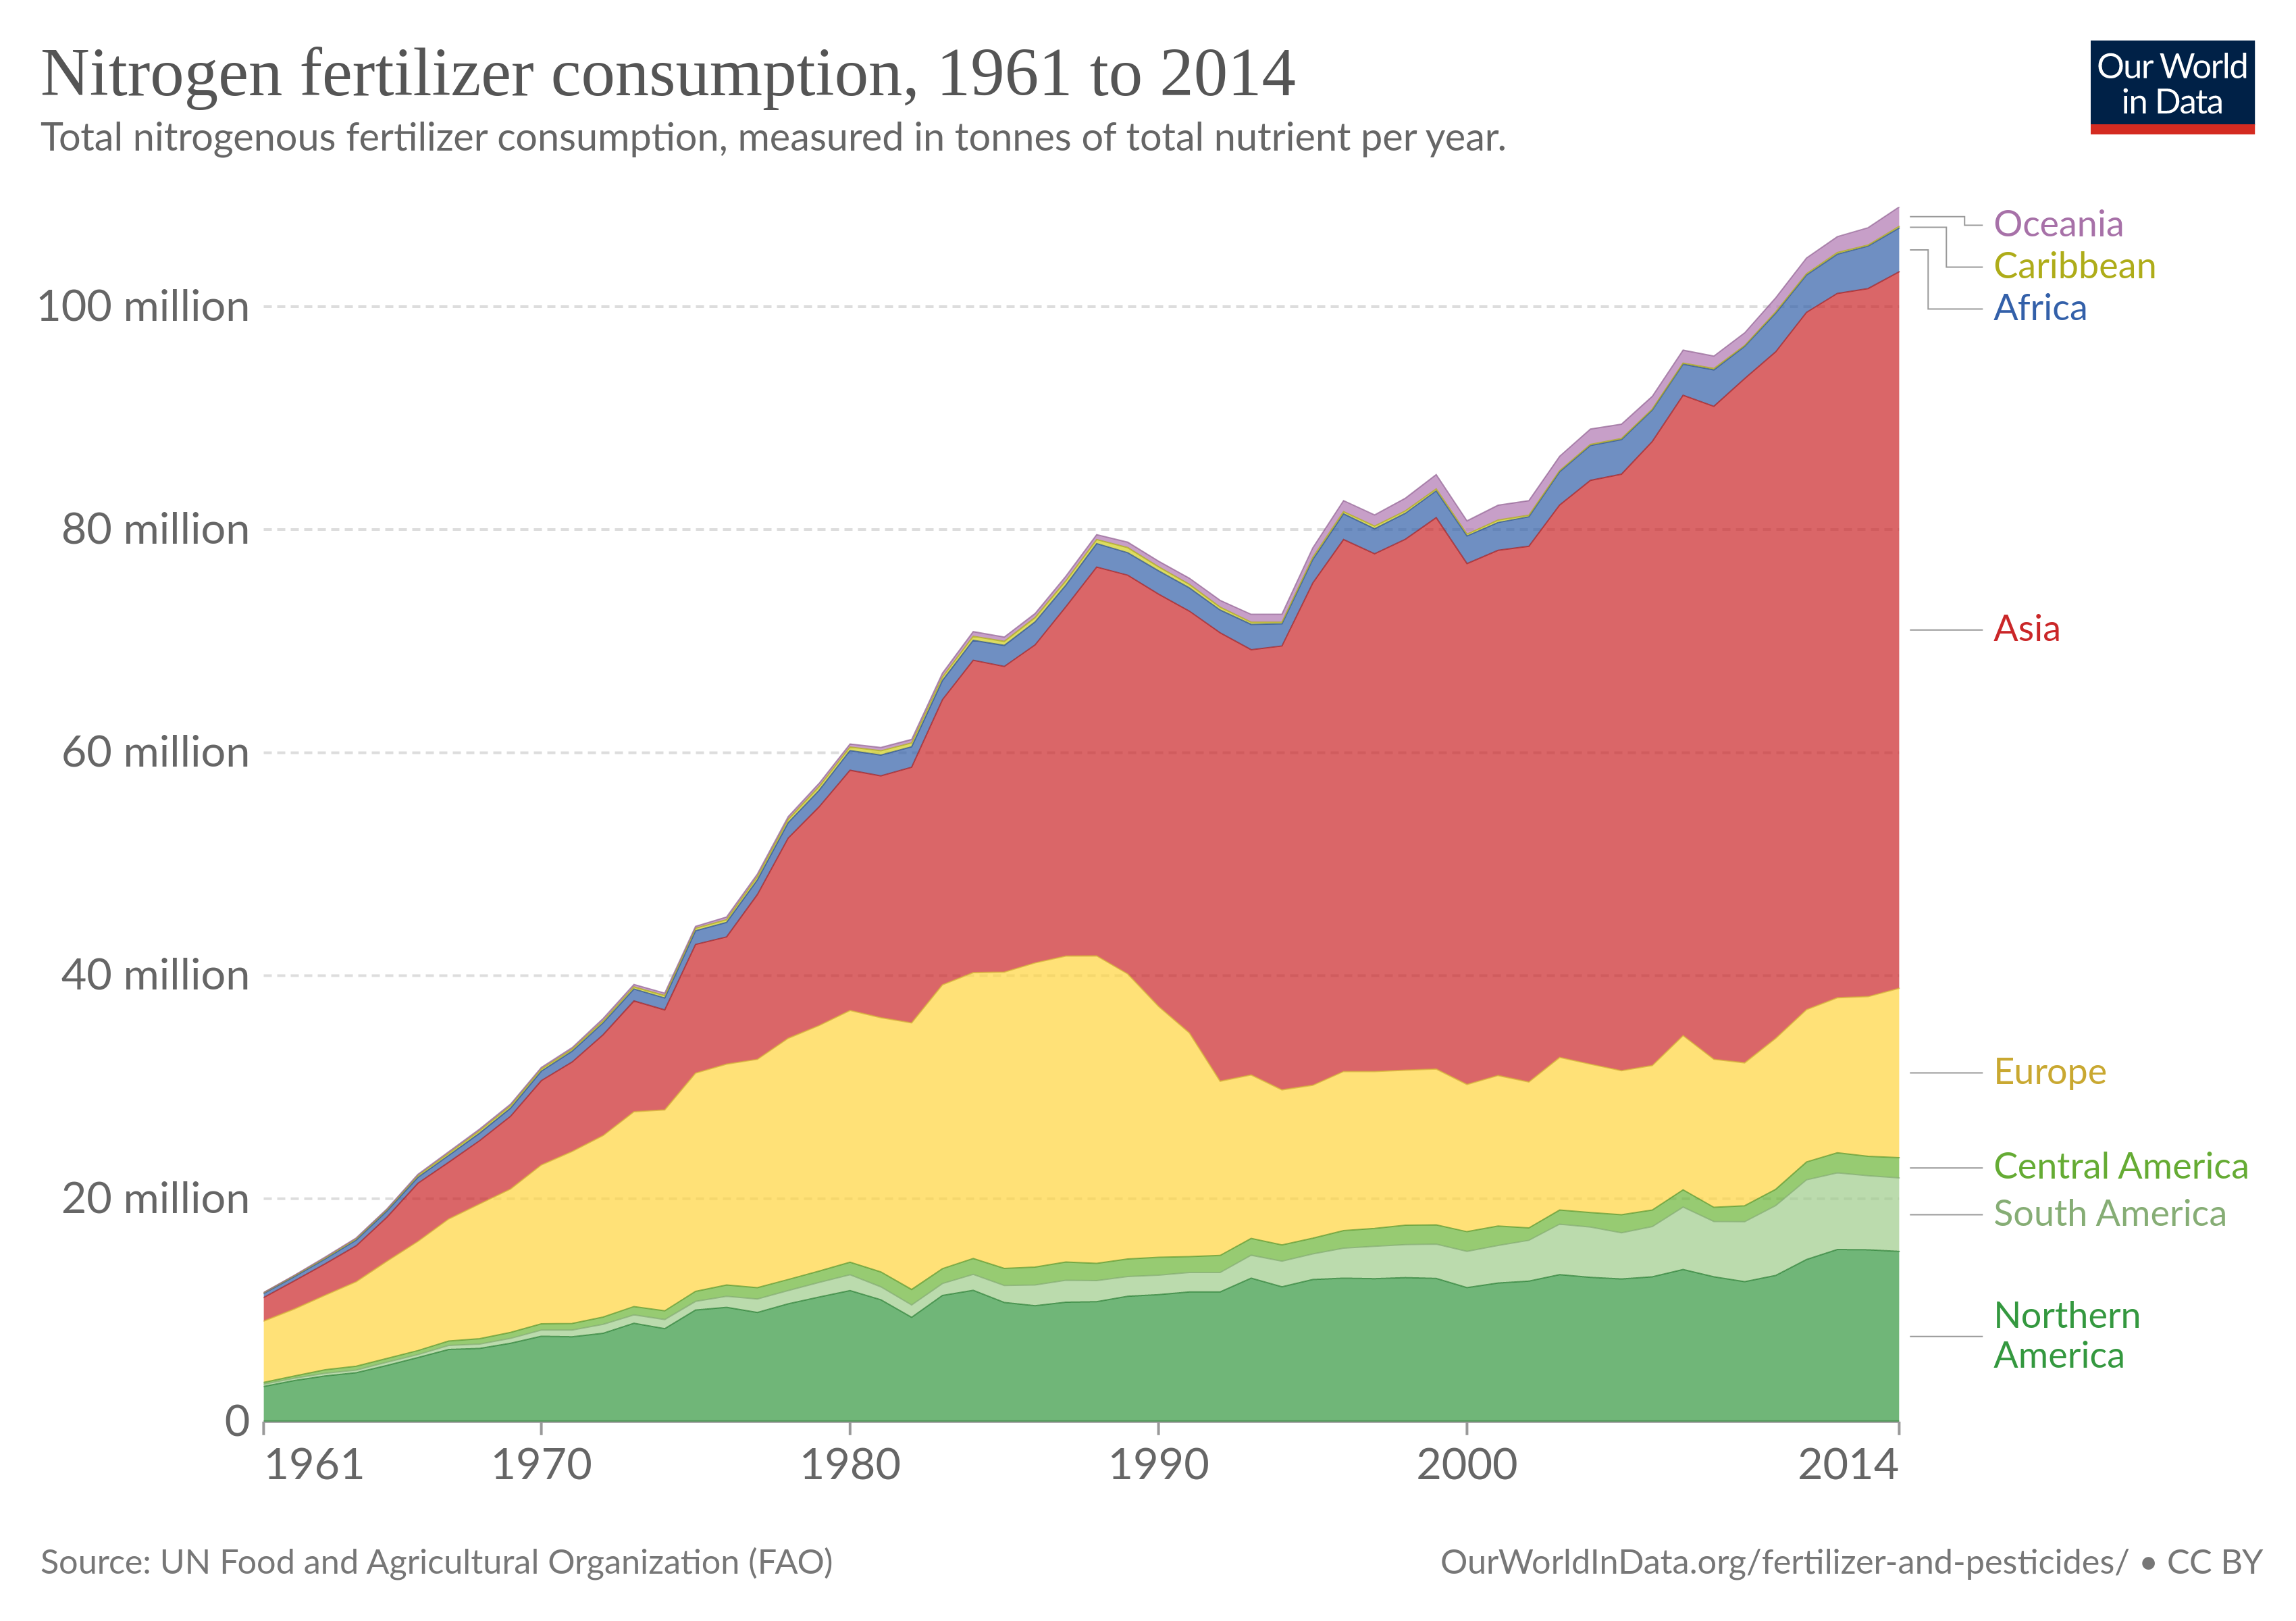 Nitrogen fertilizer consumption, 1961 to 2014
Total nitrogenous fertilizer consumption, measured in tonnes of total nutrient per year.
Our World
in Data
100 million
80 million
60 million
40 million
20 million
0
1961
1970
1980
1990
2000
2014
Oceania
Caribbean
Africa
Asia
Europe
Central America
South America
Northern
America
Source: UN Food and Agricultural Organization (FAO)
OurWorldInData.org/fertilizer-and-pesticides/ • CC BY